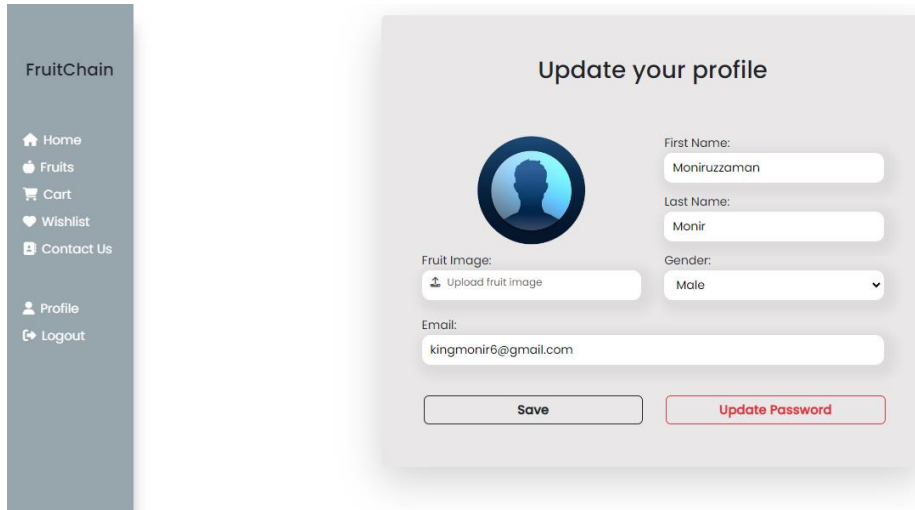 FruitChain
Home
Fruits
Cart
Wishlist
Contact Us
Profile
Logout
Update your profile
First Name:
Moniruzzaman
Last Name:
Monir
Fruit Image:
Upload fruit image
Gender:
Male
Email:
kingmonir6@gmail.com
Save
Update Password